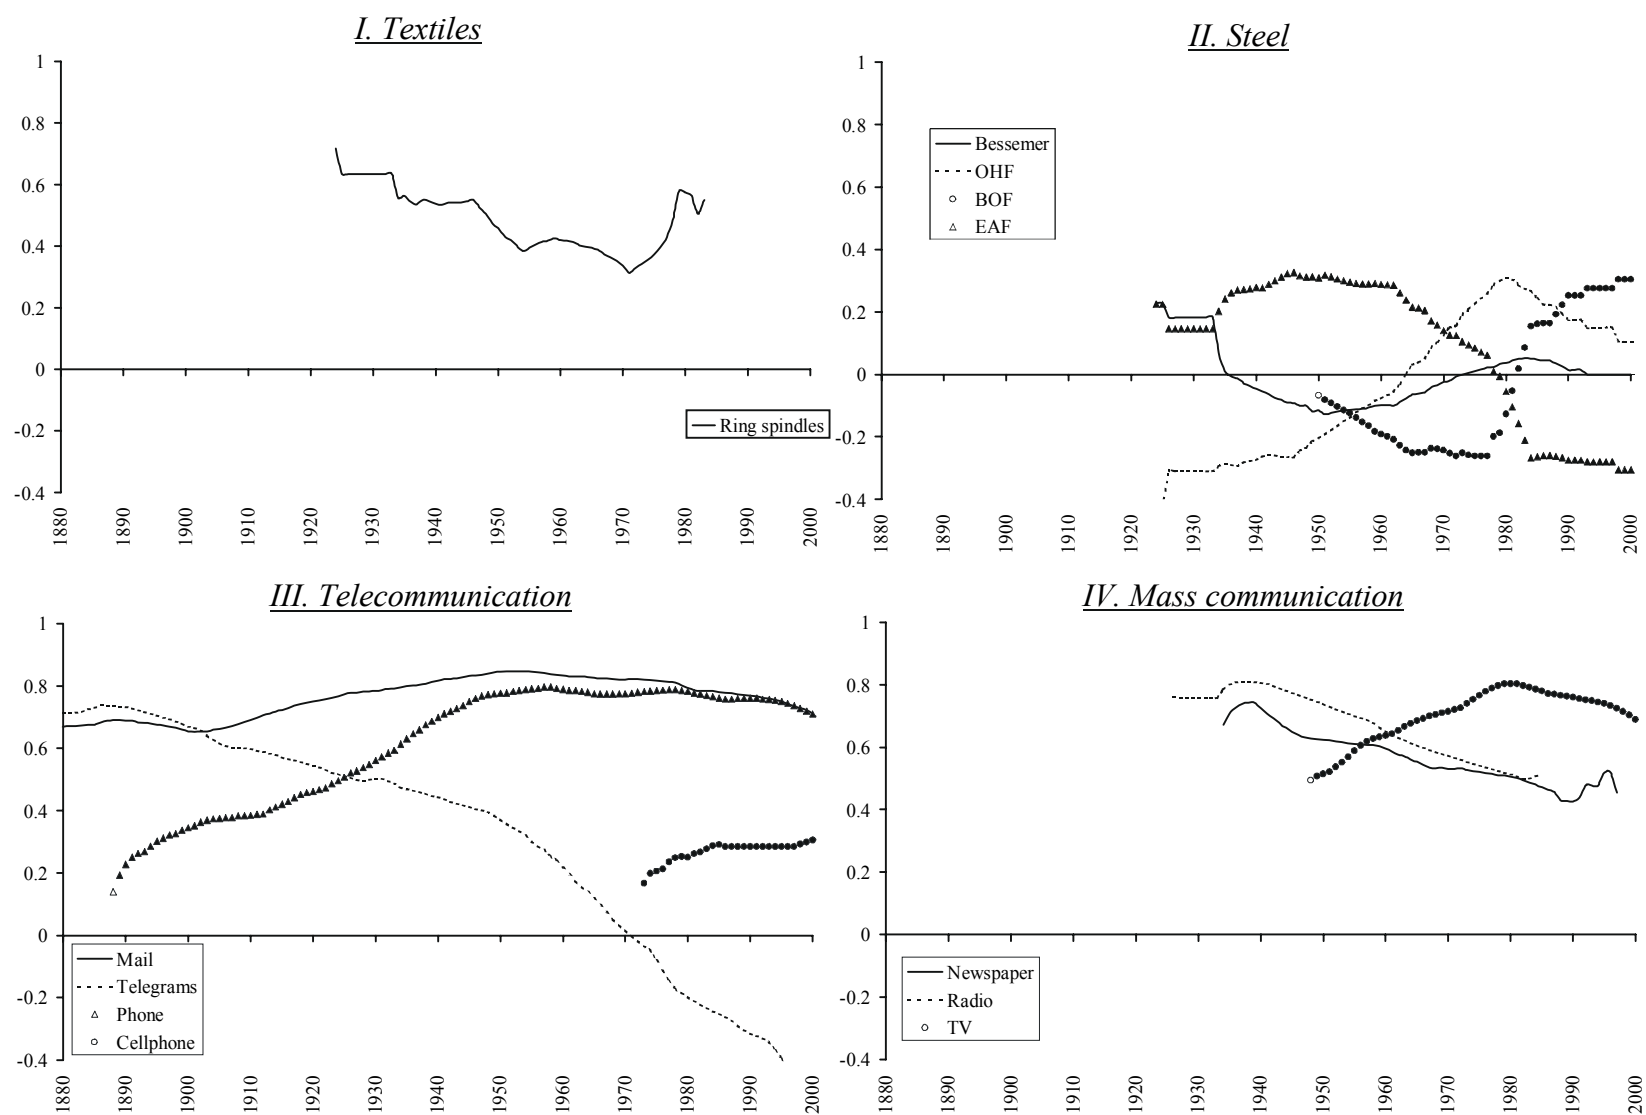 I. Textiles
1
0.8
0.6
0.4
0.2
0
-0.2
-0.4
Ring spindles
1880 1890 1900 1910 1920 1930 1940 1950 1960 1970 1980 1990 2000
II. Steel
1
0.8
0.6
0.4
0.2
0
-0.2
-0.4
Bessemer
OHF
BOF
EAF
1880 1890 1900 1910 1920 1930 1940 1950 1960 1970 1980 1990 2000
III. Telecommunication
1
0.8
0.6
0.4
0.2
0
-0.2
-0.4
Mail
Telegrams
Phone
Cellphone
1880 1890 1900 1910 1920 1930 1940 1950 1960 1970 1980 1990 2000
IV. Mass communication
1
0.8
0.6
0.4
0.2
0
-0.2
-0.4
Newspaper
Radio
TV
1880 1890 1900 1910 1920 1930 1940 1950 1960 1970 1980 1990 2000